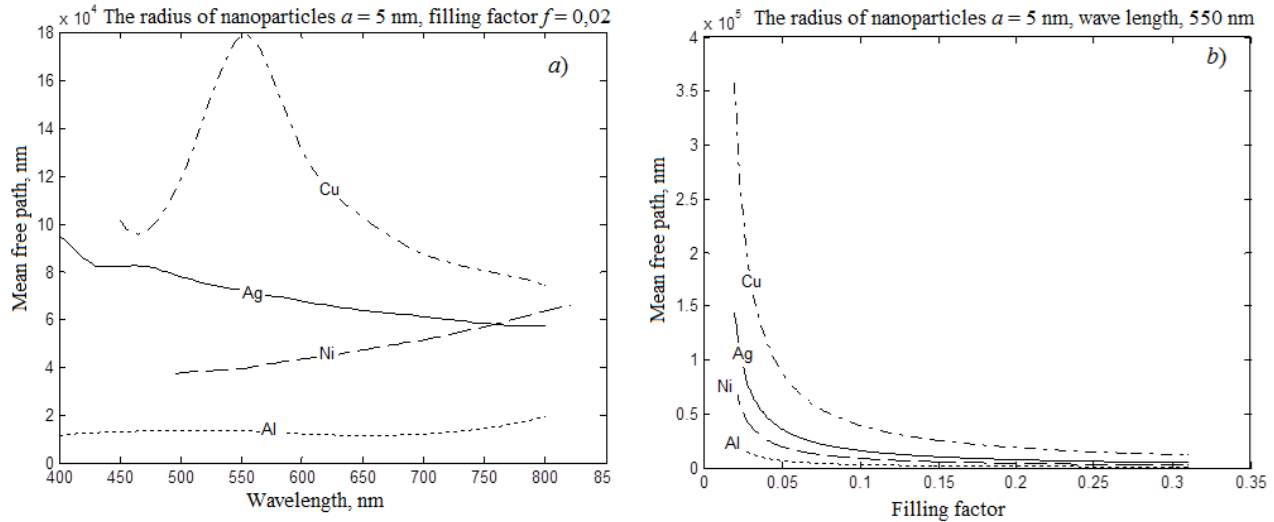 × 10⁴ The radius of nanoparticles a = 5 nm, filling factor f = 0,02
a)
18
16
14
12
10
8
6
4
2
0
Mean free path, nm
Cu
Ag
Ni
Al
400 450 500 550 600 650 700 750 800 85
Wavelength, nm
× 10⁵ The radius of nanoparticles a = 5 nm, wave length, 550 nm
b)
4
3.5
3
2.5
2
1.5
1
0.5
0
Mean free path, nm
Cu
Ag
Ni
Al
0 0.05 0.1 0.15 0.2 0.25 0.3 0.35
Filling factor